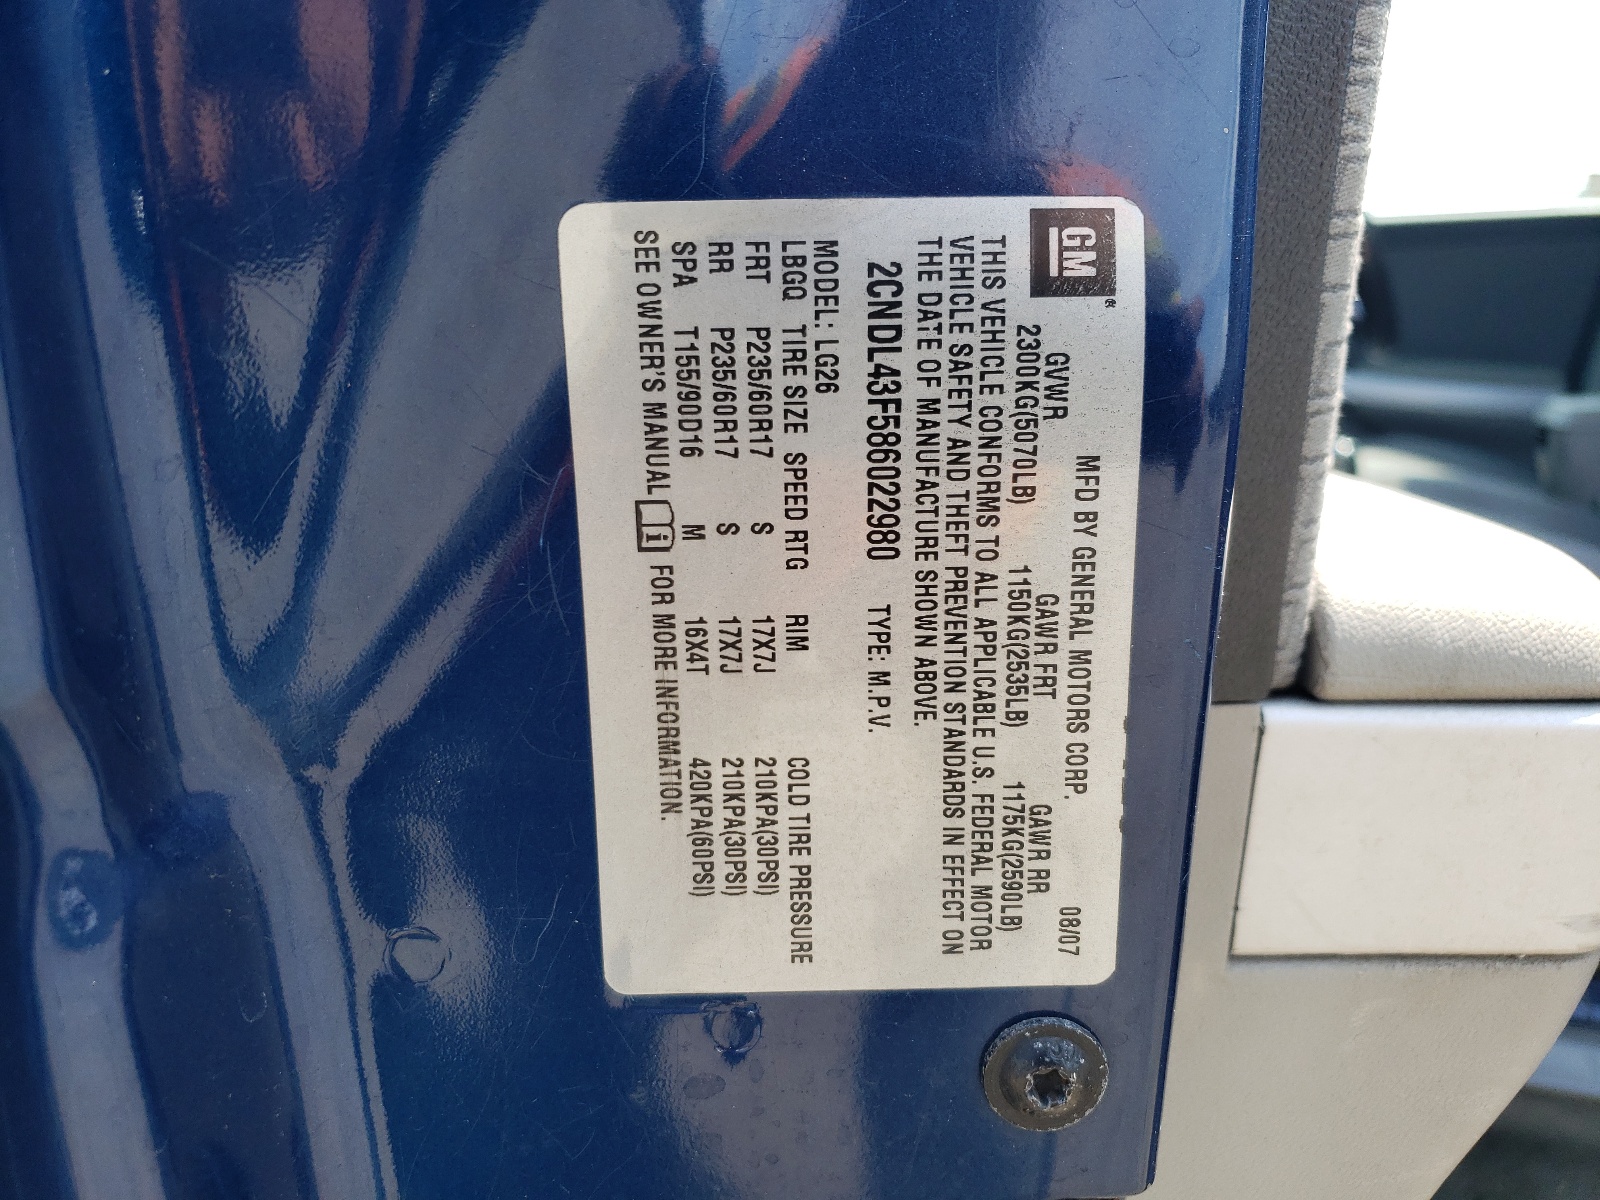 GM®
MFD BY GENERAL MOTORS CORP. 08/07
GVWR GAWR FRT GAWR RR
2300KG(5070LB) 1150KG(2535LB) 1175KG(2590LB)
THIS VEHICLE CONFORMS TO ALL APPLICABLE U.S. FEDERAL MOTOR
VEHICLE SAFETY AND THEFT PREVENTION STANDARDS IN EFFECT ON
THE DATE OF MANUFACTURE SHOWN ABOVE.
2CNDL43F586022980 TYPE: M.P.V.
MODEL: LG26
LBGQ TIRE SIZE SPEED RTG RIM COLD TIRE PRESSURE
FRT P235/60R17 S 17X7J 210KPA(30PSI)
RR P235/60R17 S 17X7J 210KPA(30PSI)
SPA T155/90D16 M 16X4T 420KPA(60PSI)
SEE OWNER'S MANUAL i FOR MORE INFORMATION.